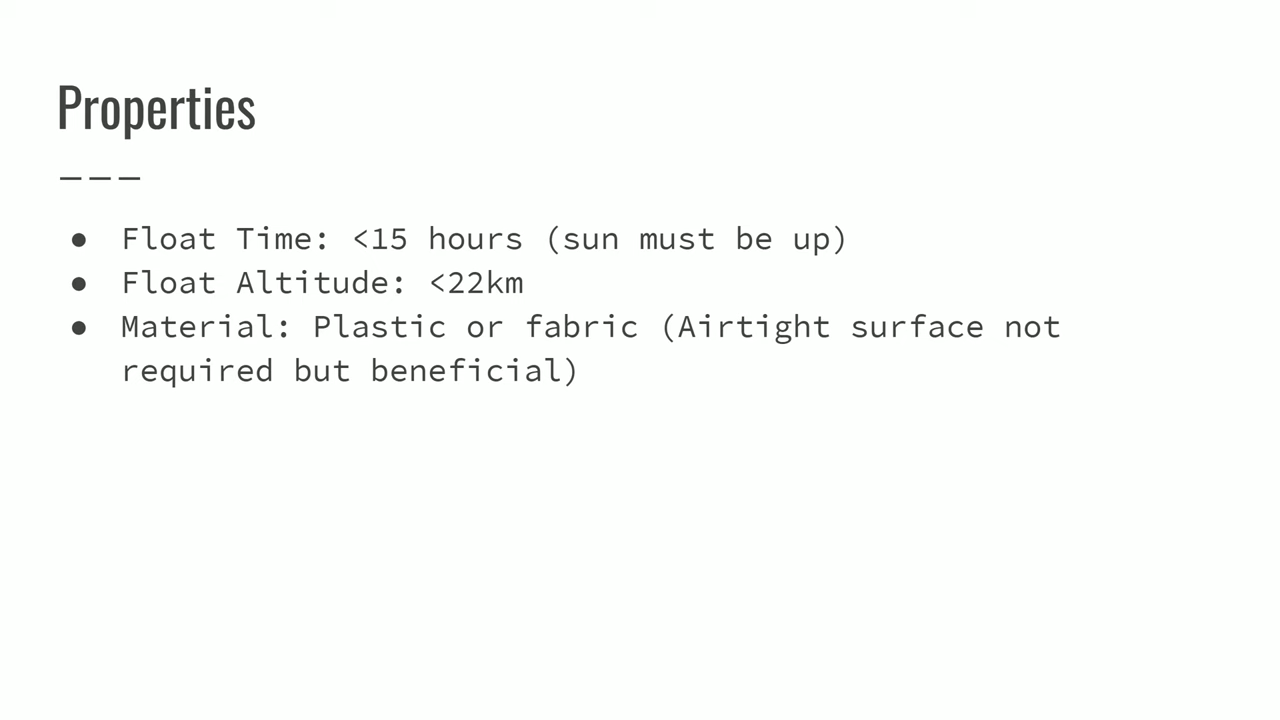 Properties
● Float Time: <15 hours (sun must be up)
● Float Altitude: <22km
● Material: Plastic or fabric (Airtight surface not
required but beneficial)